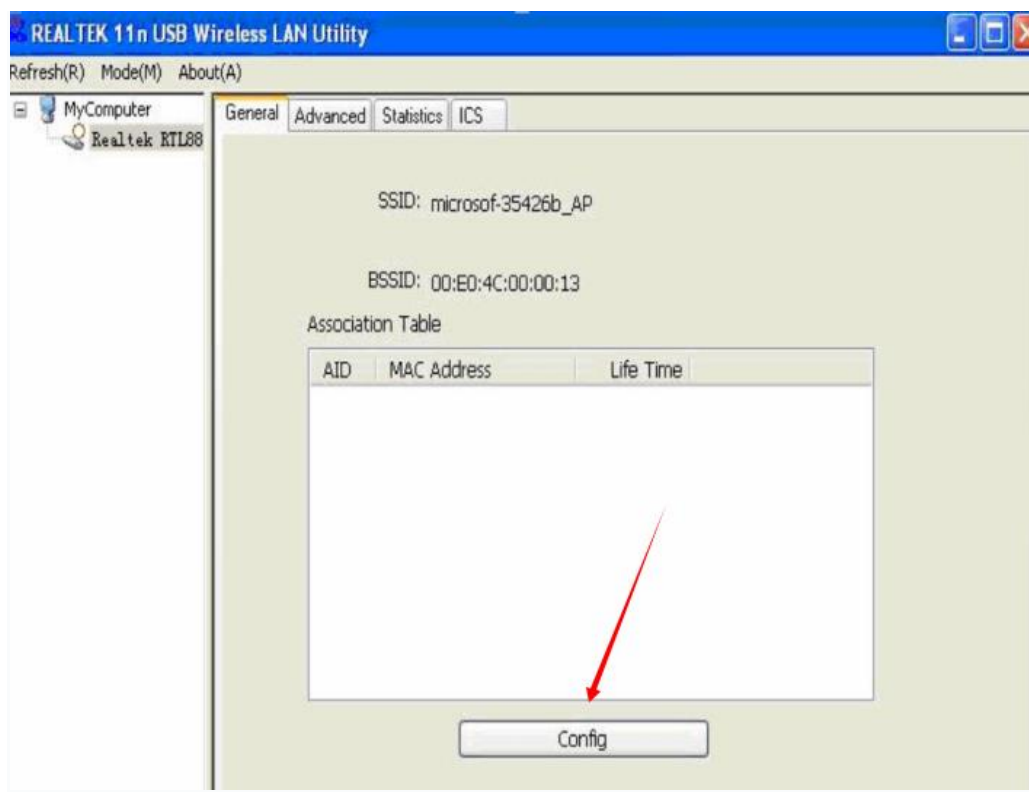 REALTEK 11n USB Wireless LAN Utility
Refresh(R) Mode(M) About(A)
MyComputer
Realtek RTL88
General Advanced Statistics ICS
SSID: microsof-35426b_AP
BSSID: 00:E0:4C:00:00:13
Association Table
AID MAC Address Life Time
Config